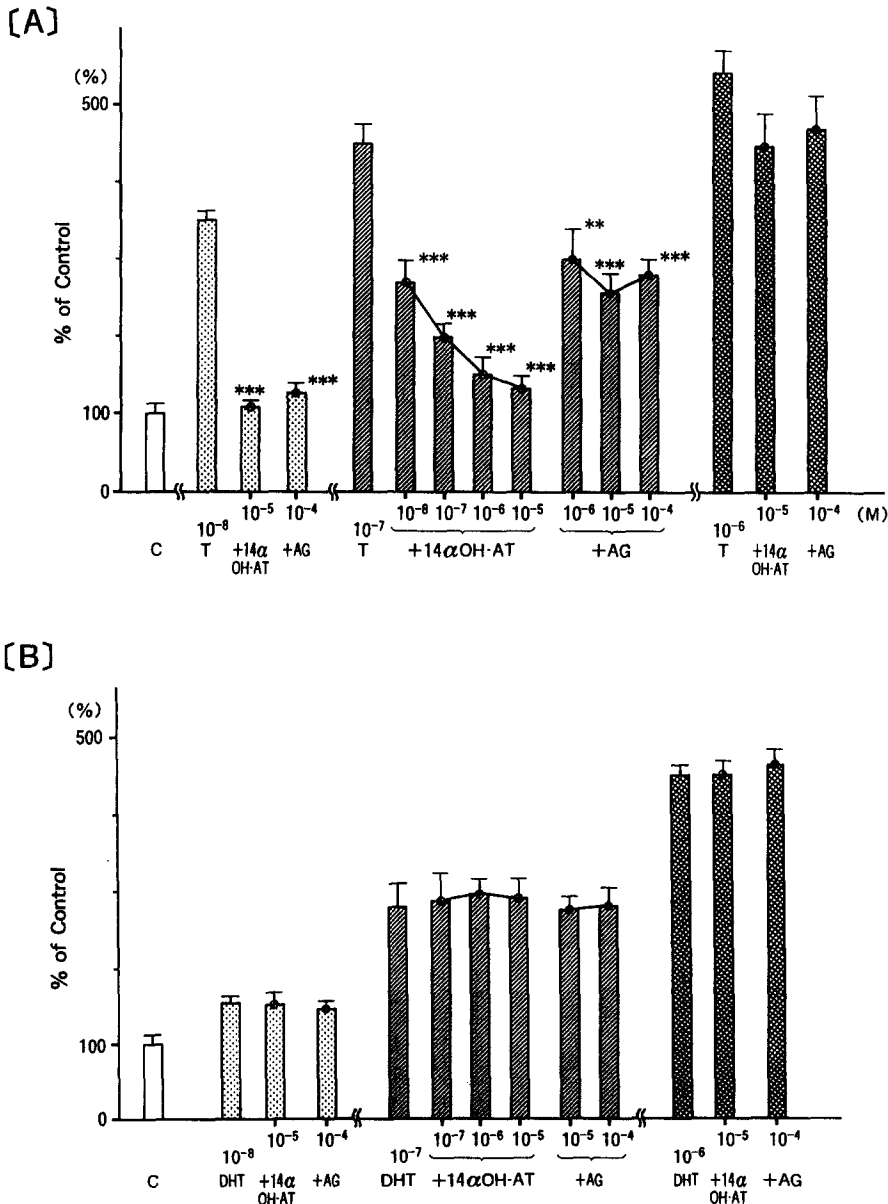 [A]
(%)
500
% of Control
100
0
10⁻⁵ 10⁻⁴ 10⁻⁸ 10⁻⁷ 10⁻⁶ 10⁻⁵ 10⁻⁶ 10⁻⁵ 10⁻⁴ 10⁻⁵ 10⁻⁴ (M)
10⁻⁸ 10⁻⁷ 10⁻⁶
C T +14α +AG T +14αOH·AT +AG T +14α +AG
OH·AT OH·AT
** *** *** *** *** *** *** *** ***
[B]
(%)
500
% of Control
100
0
10⁻⁵ 10⁻⁴ 10⁻⁷ 10⁻⁶ 10⁻⁵ 10⁻⁵ 10⁻⁴ 10⁻⁵ 10⁻⁴
10⁻⁸ 10⁻⁷ 10⁻⁶
C DHT +14α +AG DHT +14αOH·AT +AG DHT +14α +AG
OH·AT OH·AT